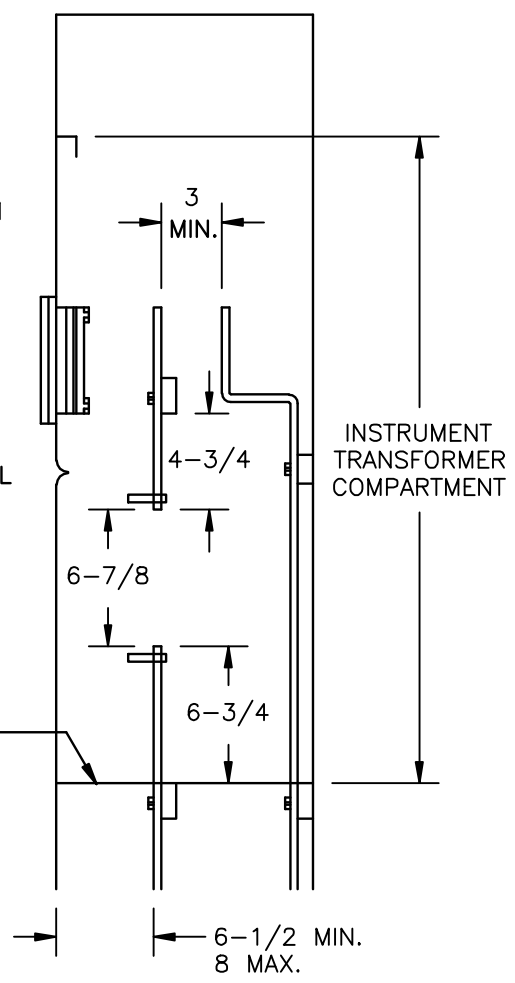 3
MIN.
INSTRUMENT
TRANSFORMER
COMPARTMENT
4-3/4
L
6-7/8
6-3/4
6-1/2 MIN.
8 MAX.